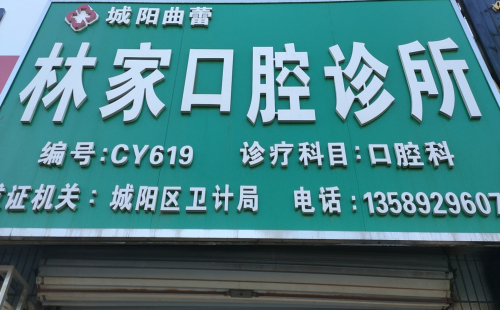 城阳曲蕾
林家口腔诊所
编号:CY619 诊疗科目:口腔科
证机关:城阳区卫计局 电话:1358929607